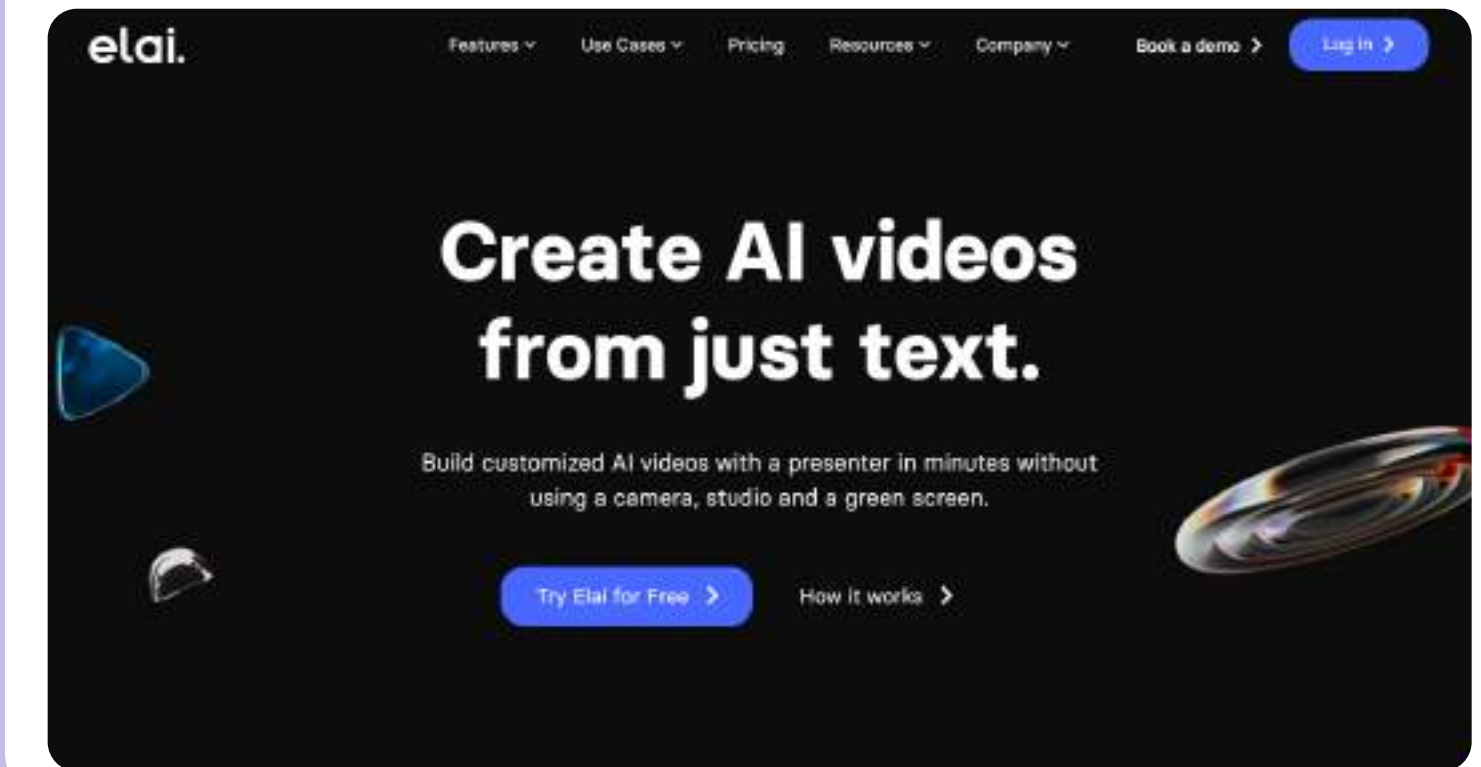 elai.
Features Use Cases Pricing Resources Company Book a demo Log in
Create AI videos
from just text.
Build customized AI videos with a presenter in minutes without
using a camera, studio and a green screen.
Try Elai for Free How it works